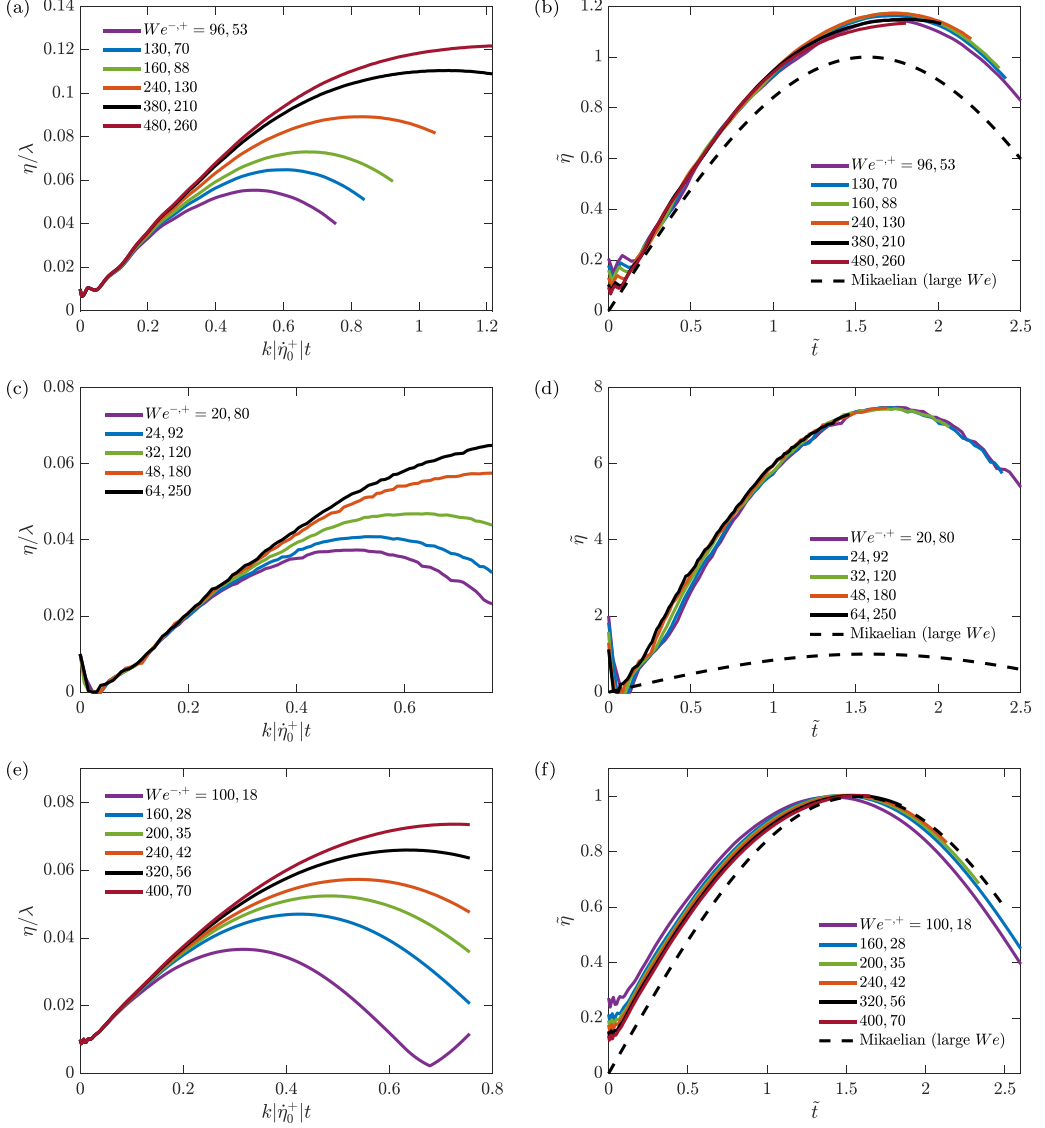 (a)
η/λ
0.14
0.12
0.1
0.08
0.06
0.04
0.02
0
We⁻,⁺ = 96, 53
130, 70
160, 88
240, 130
380, 210
480, 260
0 0.2 0.4 0.6 0.8 1 1.2
k|η̇₀⁺|t
(b)
η̃
1.2
1
0.8
0.6
0.4
0.2
0
We⁻,⁺ = 96, 53
130, 70
160, 88
240, 130
380, 210
480, 260
Mikaelian (large We)
0 0.5 1 1.5 2 2.5
t̃
(c)
η/λ
0.08
0.06
0.04
0.02
0
We⁻,⁺ = 20, 80
24, 92
32, 120
48, 180
64, 250
0 0.2 0.4 0.6
k|η̇₀⁺|t
(d)
η̃
8
6
4
2
0
We⁻,⁺ = 20, 80
24, 92
32, 120
48, 180
64, 250
Mikaelian (large We)
0 0.5 1 1.5 2 2.5
t̃
(e)
η/λ
0.08
0.06
0.04
0.02
0
We⁻,⁺ = 100, 18
160, 28
200, 35
240, 42
320, 56
400, 70
0 0.2 0.4 0.6 0.8
k|η̇₀⁺|t
(f)
η̃
1
0.8
0.6
0.4
0.2
0
We⁻,⁺ = 100, 18
160, 28
200, 35
240, 42
320, 56
400, 70
Mikaelian (large We)
0 0.5 1 1.5 2 2.5
t̃